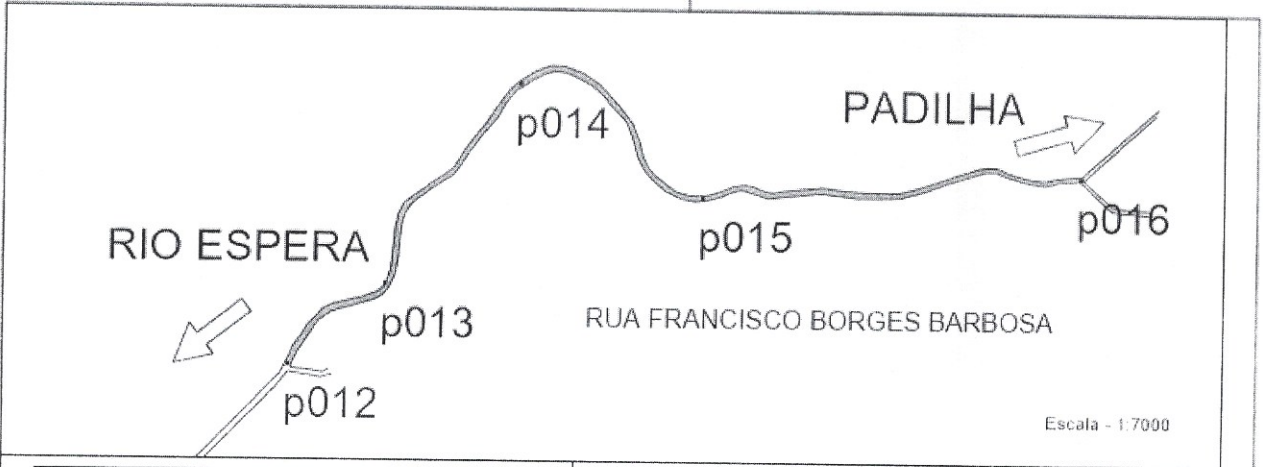 PADILHA
p014
RIO ESPERA
p015
p016
p013
RUA FRANCISCO BORGES BARBOSA
p012
Escala - 1:7000